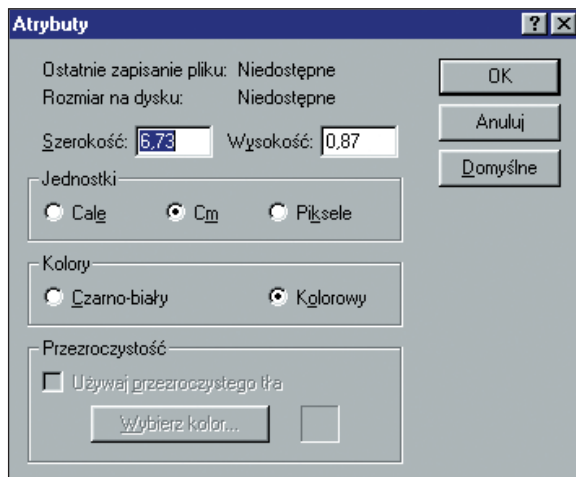 Atrybuty
Ostatnie zapisanie pliku: Niedostępne
Rozmiar na dysku: Niedostępne
Szerokość: 6,73 Wysokość: 0,87
OK
Anuluj
Domyślne
Jednostki
Cale Cm Piksele
Kolory
Czarno-biały Kolorowy
Przezroczystość
Używaj przezroczystego tła
Wybierz kolor...